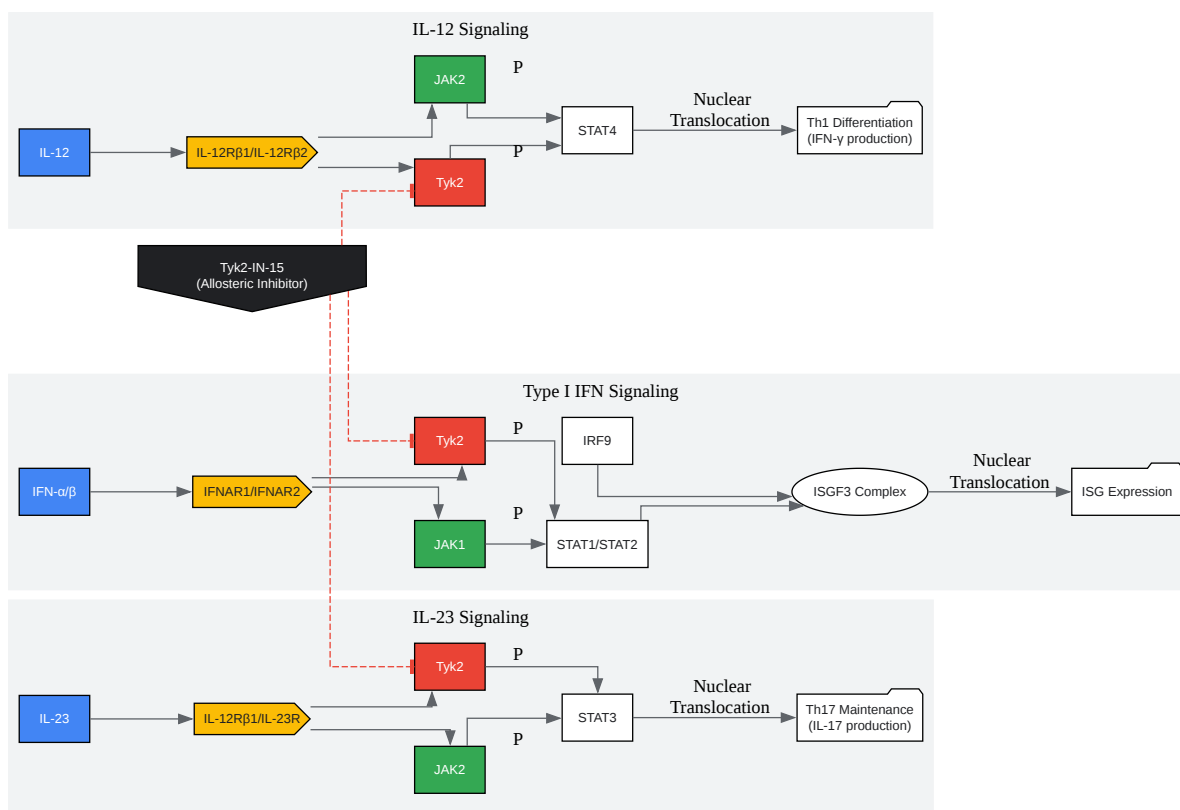 IL-12 Signaling
JAK2
P
Nuclear
Translocation
Th1 Differentiation
(IFN-γ production)
STAT4
IL-12
IL-12Rβ1/IL-12Rβ2
P
Tyk2
Tyk2-IN-15
(Allosteric Inhibitor)
Type I IFN Signaling
Tyk2
P
IRF9
Nuclear
Translocation
IFN-α/β
IFNAR1/IFNAR2
ISGF3 Complex
ISG Expression
P
JAK1
STAT1/STAT2
IL-23 Signaling
Tyk2
P
Nuclear
Translocation
IL-23
IL-12Rβ1/IL-23R
STAT3
Th17 Maintenance
(IL-17 production)
P
JAK2